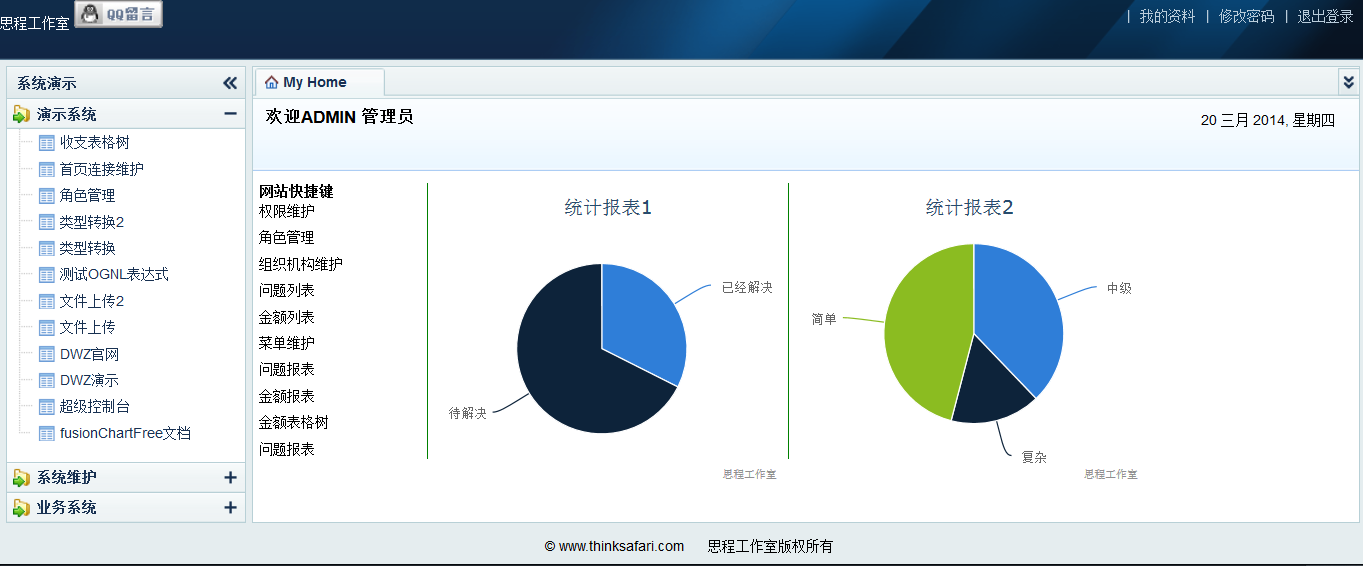 思程工作室 QQ留言
| 我的资料 | 修改密码 | 退出登录
系统演示
演示系统
收支表格树
首页连接维护
角色管理
类型转换2
类型转换
测试OGNL表达式
文件上传2
文件上传
DWZ官网
DWZ演示
超级控制台
fusionChartFree文档
系统维护
业务系统
My Home
欢迎ADMIN 管理员
20 三月 2014, 星期四
网站快捷键
权限维护
角色管理
组织机构维护
问题列表
金额列表
菜单维护
问题报表
金额报表
金额表格树
问题报表
统计报表1
已经解决
待解决
思程工作室
统计报表2
中级
简单
复杂
思程工作室
© www.thinksafari.com 思程工作室版权所有